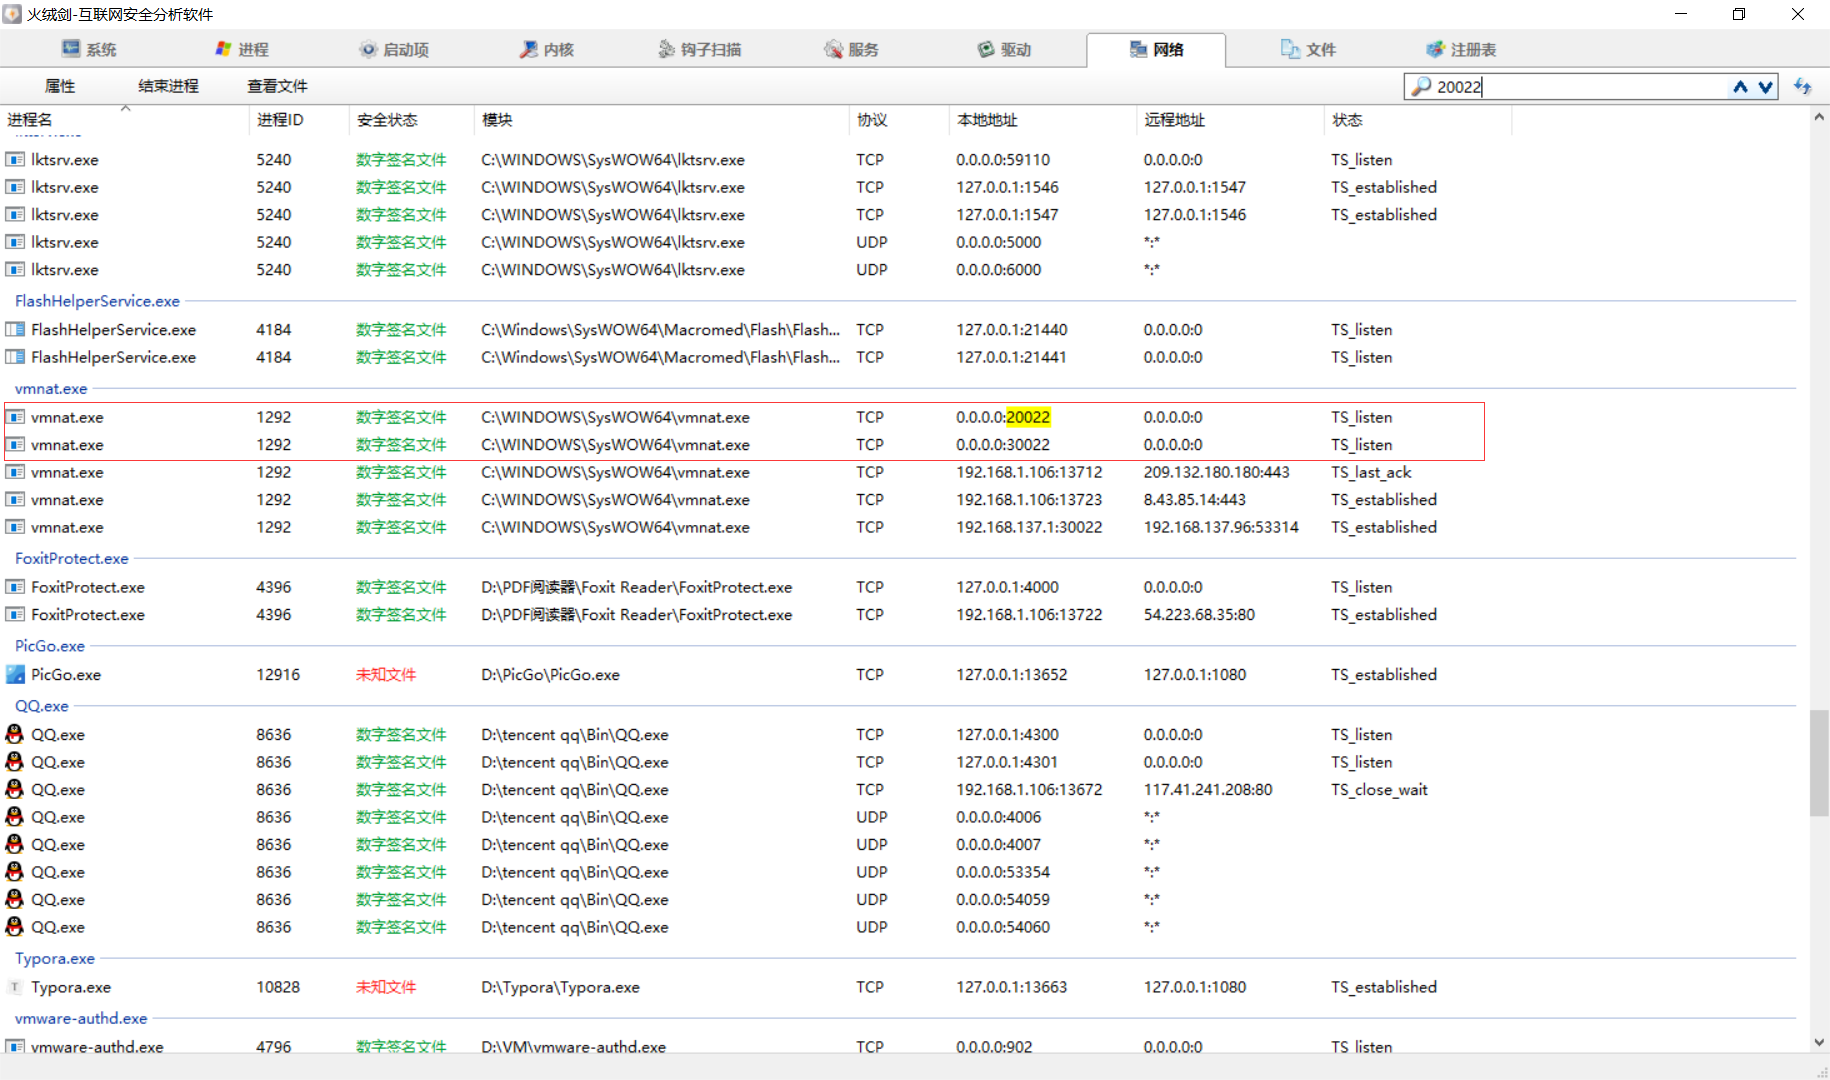 火绒剑-互联网安全分析软件
系统 进程 启动项 内核 钩子扫描 服务 驱动 网络 文件 注册表
属性 结束进程 查看文件 20022
进程名 进程ID 安全状态 模块 协议 本地地址 远程地址 状态
lktsrv.exe 5240 数字签名文件 C:\WINDOWS\SysWOW64\lktsrv.exe TCP 0.0.0.0:59110 0.0.0.0:0 TS_listen
lktsrv.exe 5240 数字签名文件 C:\WINDOWS\SysWOW64\lktsrv.exe TCP 127.0.0.1:1546 127.0.0.1:1547 TS_established
lktsrv.exe 5240 数字签名文件 C:\WINDOWS\SysWOW64\lktsrv.exe TCP 127.0.0.1:1547 127.0.0.1:1546 TS_established
lktsrv.exe 5240 数字签名文件 C:\WINDOWS\SysWOW64\lktsrv.exe UDP 0.0.0.0:5000 *:*
lktsrv.exe 5240 数字签名文件 C:\WINDOWS\SysWOW64\lktsrv.exe UDP 0.0.0.0:6000 *:*
FlashHelperService.exe
FlashHelperService.exe 4184 数字签名文件 C:\Windows\SysWOW64\Macromed\Flash\Flash... TCP 127.0.0.1:21440 0.0.0.0:0 TS_listen
FlashHelperService.exe 4184 数字签名文件 C:\Windows\SysWOW64\Macromed\Flash\Flash... TCP 127.0.0.1:21441 0.0.0.0:0 TS_listen
vmnat.exe
vmnat.exe 1292 数字签名文件 C:\WINDOWS\SysWOW64\vmnat.exe TCP 0.0.0.0:20022 0.0.0.0:0 TS_listen
vmnat.exe 1292 数字签名文件 C:\WINDOWS\SysWOW64\vmnat.exe TCP 0.0.0.0:30022 0.0.0.0:0 TS_listen
vmnat.exe 1292 数字签名文件 C:\WINDOWS\SysWOW64\vmnat.exe TCP 192.168.1.106:13712 209.132.180.180:443 TS_last_ack
vmnat.exe 1292 数字签名文件 C:\WINDOWS\SysWOW64\vmnat.exe TCP 192.168.1.106:13723 8.43.85.14:443 TS_established
vmnat.exe 1292 数字签名文件 C:\WINDOWS\SysWOW64\vmnat.exe TCP 192.168.137.1:30022 192.168.137.96:53314 TS_established
FoxitProtect.exe
FoxitProtect.exe 4396 数字签名文件 D:\PDF阅读器\Foxit Reader\FoxitProtect.exe TCP 127.0.0.1:4000 0.0.0.0:0 TS_listen
FoxitProtect.exe 4396 数字签名文件 D:\PDF阅读器\Foxit Reader\FoxitProtect.exe TCP 192.168.1.106:13722 54.223.68.35:80 TS_established
PicGo.exe
PicGo.exe 12916 未知文件 D:\PicGo\PicGo.exe TCP 127.0.0.1:13652 127.0.0.1:1080 TS_established
QQ.exe
QQ.exe 8636 数字签名文件 D:\tencent qq\Bin\QQ.exe TCP 127.0.0.1:4300 0.0.0.0:0 TS_listen
QQ.exe 8636 数字签名文件 D:\tencent qq\Bin\QQ.exe TCP 127.0.0.1:4301 0.0.0.0:0 TS_listen
QQ.exe 8636 数字签名文件 D:\tencent qq\Bin\QQ.exe TCP 192.168.1.106:13672 117.41.241.208:80 TS_close_wait
QQ.exe 8636 数字签名文件 D:\tencent qq\Bin\QQ.exe UDP 0.0.0.0:4006 *:*
QQ.exe 8636 数字签名文件 D:\tencent qq\Bin\QQ.exe UDP 0.0.0.0:4007 *:*
QQ.exe 8636 数字签名文件 D:\tencent qq\Bin\QQ.exe UDP 0.0.0.0:53354 *:*
QQ.exe 8636 数字签名文件 D:\tencent qq\Bin\QQ.exe UDP 0.0.0.0:54059 *:*
QQ.exe 8636 数字签名文件 D:\tencent qq\Bin\QQ.exe UDP 0.0.0.0:54060 *:*
Typora.exe
Typora.exe 10828 未知文件 D:\Typora\Typora.exe TCP 127.0.0.1:13663 127.0.0.1:1080 TS_established
vmware-authd.exe
vmware-authd.exe 4796 数字签名文件 D:\VM\vmware-authd.exe TCP 0.0.0.0:902 0.0.0.0:0 TS_listen